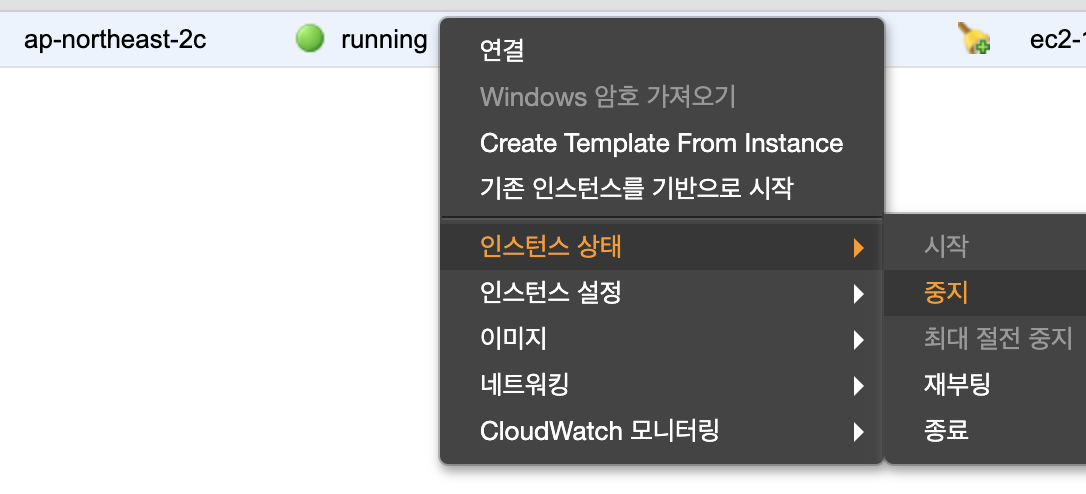 ap-northeast-2c running ec2-1
연결
Windows 암호 가져오기
Create Template From Instance
기존 인스턴스를 기반으로 시작
인스턴스 상태
인스턴스 설정
이미지
네트워킹
CloudWatch 모니터링
시작
중지
최대 절전 중지
재부팅
종료